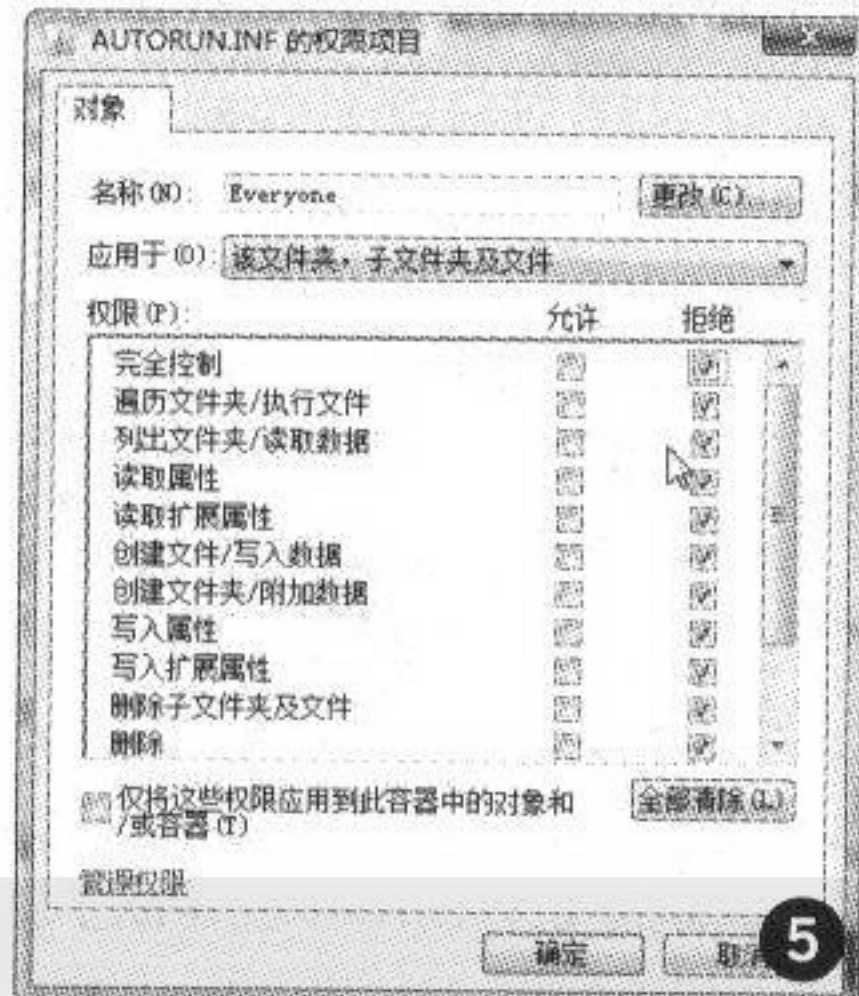 AUTORUN.INF 的权限项目
对象
名称(N): Everyone 更改(C)...
应用于(O): 该文件夹，子文件夹及文件
权限(P): 允许 拒绝
完全控制
遍历文件夹/执行文件
列出文件夹/读取数据
读取属性
读取扩展属性
创建文件/写入数据
创建文件夹/附加数据
写入属性
写入扩展属性
删除子文件夹及文件
删除
仅将这些权限应用到此容器中的对象和
/或容器(T)
全部清除(L)
管理权限
确定 取消
5